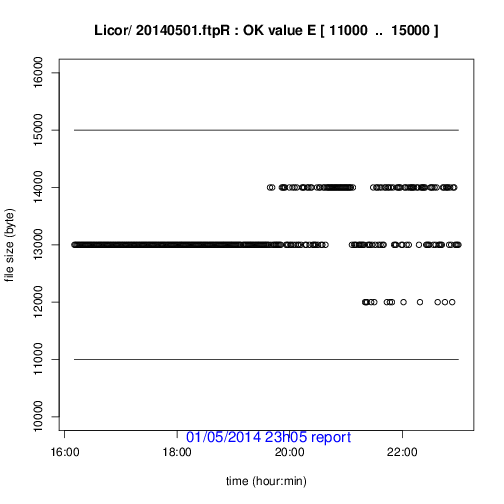 Licor/ 20140501.ftpR : OK value E [ 11000 .. 15000 ]
file size (byte)
16000
15000
14000
13000
12000
11000
10000
01/05/2014 23H05 report
16:00 18:00 20:00 22:00
time (hour:min)